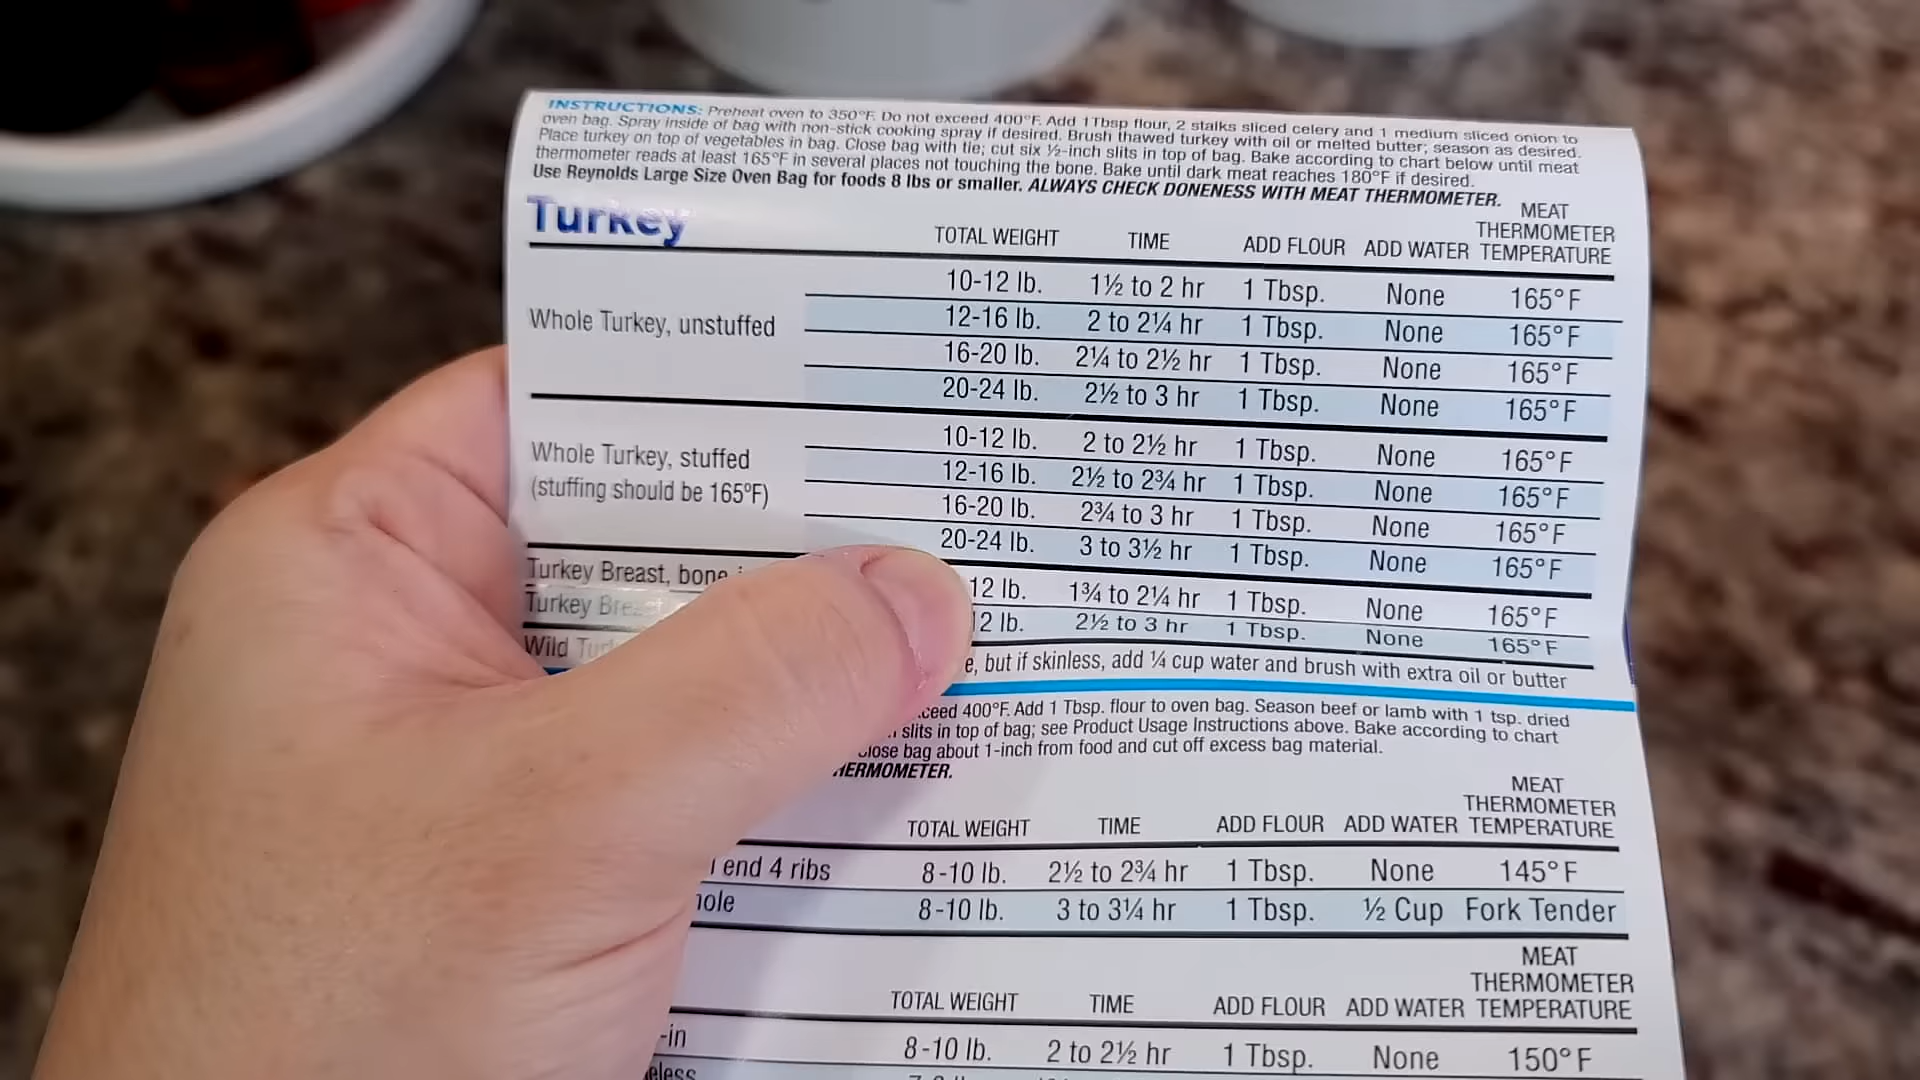 INSTRUCTIONS: Preheat oven to 350°F. Do not exceed 400°F. Add 1 Tbsp flour, 2 stalks sliced celery and 1 medium sliced onion to
oven bag. Spray inside of bag with non-stick cooking spray if desired. Brush thawed turkey with oil or melted butter; season as desired.
Place turkey on top of vegetables in bag. Close bag with tie; cut six ½-inch slits in top of bag. Bake according to chart below until meat
thermometer reads at least 165°F in several places not touching the bone. Bake until dark meat reaches 180°F if desired.
Use Reynolds Large Size Oven Bag for foods 8 lbs or smaller. ALWAYS CHECK DONENESS WITH MEAT THERMOMETER.
Turkey
TOTAL WEIGHT TIME ADD FLOUR ADD WATER MEAT THERMOMETER TEMPERATURE
Whole Turkey, unstuffed
10-12 lb. 1½ to 2 hr 1 Tbsp. None 165°F
12-16 lb. 2 to 2¼ hr 1 Tbsp. None 165°F
16-20 lb. 2¼ to 2½ hr 1 Tbsp. None 165°F
20-24 lb. 2½ to 3 hr 1 Tbsp. None 165°F
Whole Turkey, stuffed
(stuffing should be 165°F)
10-12 lb. 2 to 2½ hr 1 Tbsp. None 165°F
12-16 lb. 2½ to 2¾ hr 1 Tbsp. None 165°F
16-20 lb. 2¾ to 3 hr 1 Tbsp. None 165°F
20-24 lb. 3 to 3½ hr 1 Tbsp. None 165°F
Turkey Breast, bone 12 lb. 1¾ to 2¼ hr 1 Tbsp. None 165°F
Turkey 2 lb. 2½ to 3 hr 1 Tbsp. None 165°F
Wild but if skinless, add ¼ cup water and brush with extra oil or butter
400°F. Add 1 Tbsp. flour to oven bag. Season beef or lamb with 1 tsp. dried
slits in top of bag; see Product Usage Instructions above. Bake according to chart
bag about 1-inch from food and cut off excess bag material.
TOTAL WEIGHT TIME ADD FLOUR ADD WATER MEAT THERMOMETER TEMPERATURE
end 4 ribs 8-10 lb. 2½ to 2¾ hr 1 Tbsp. None 145°F
8-10 lb. 3 to 3¼ hr 1 Tbsp. ½ Cup Fork Tender
TOTAL WEIGHT TIME ADD FLOUR ADD WATER MEAT THERMOMETER TEMPERATURE
-in 8-10 lb. 2 to 2½ hr 1 Tbsp. None 150°F